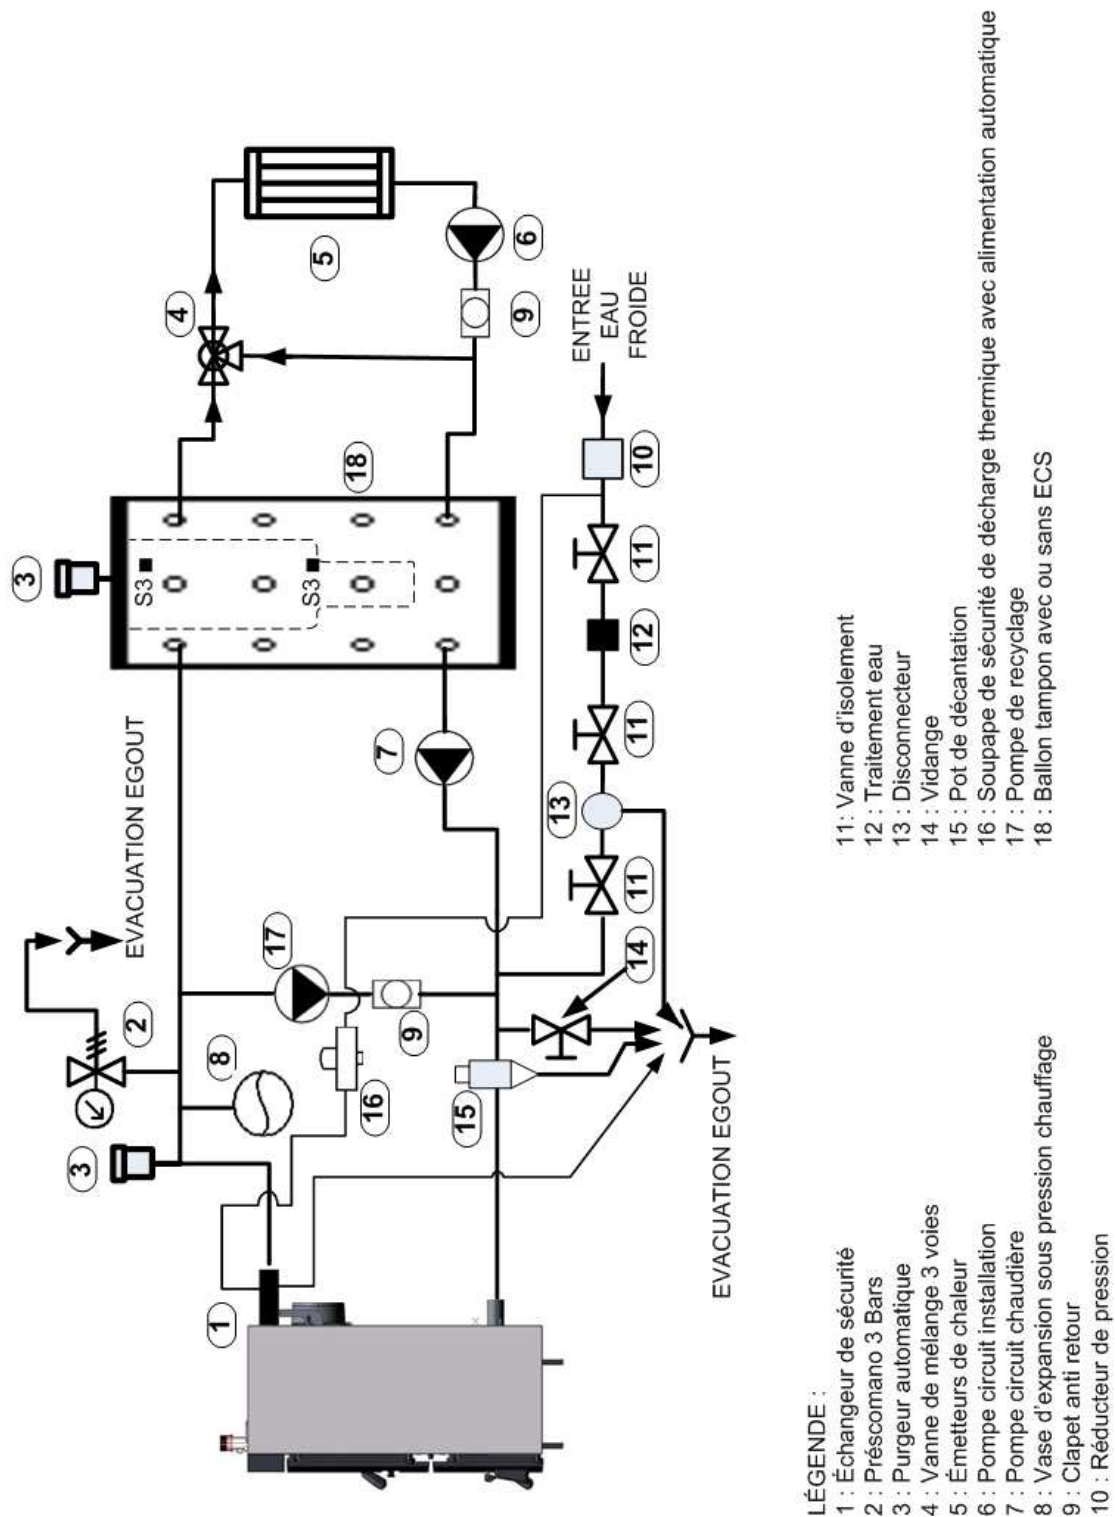 3
S3
S3
18
4
5
6
9
ENTREE
EAU
FROIDE
10
11
12
11
13
11
14
7
EVACUATION EGOUT
2
8
3
17
9
16
15
1
EVACUATION EGOUT
LÉGENDE :
1 : Échangeur de sécurité
2 : Préscomano 3 Bars
3 : Purgeur automatique
4 : Vanne de mélange 3 voies
5 : Émetteurs de chaleur
6 : Pompe circuit installation
7 : Pompe circuit chaudière
8 : Vase d'expansion sous pression chauffage
9 : Clapet anti retour
10 : Réducteur de pression
11: Vanne d'isolement
12 : Traitement eau
13 : Disconnecteur
14 : Vidange
15 : Pot de décantation
16 : Soupape de sécurité de décharge thermique avec alimentation automatique
17 : Pompe de recyclage
18 : Ballon tampon avec ou sans ECS